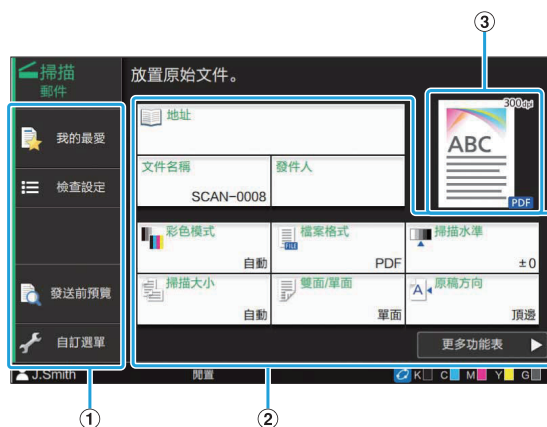 ③
掃描
郵件
放置原始文件。
300dpi
ABC
PDF
我的最愛
檢查設定
發送前預覽
自訂選單
地址
文件名稱
SCAN-0008
發件人
彩色模式
自動
檔案格式
PDF
掃描水準
±0
掃描大小
自動
雙面/單面
單面
原稿方向
頂邊
更多功能表
J.Smith
閒置
K C M Y G
① ②